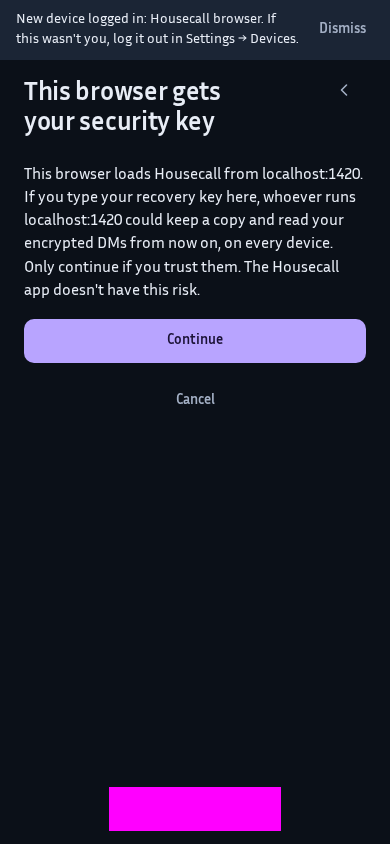 New device logged in: Housecall browser. If
this wasn't you, log it out in Settings → Devices.
Dismiss
This browser gets
your security key
This browser loads Housecall from localhost:1420.
If you type your recovery key here, whoever runs
localhost:1420 could keep a copy and read your
encrypted DMs from now on, on every device.
Only continue if you trust them. The Housecall
app doesn't have this risk.
Continue
Cancel